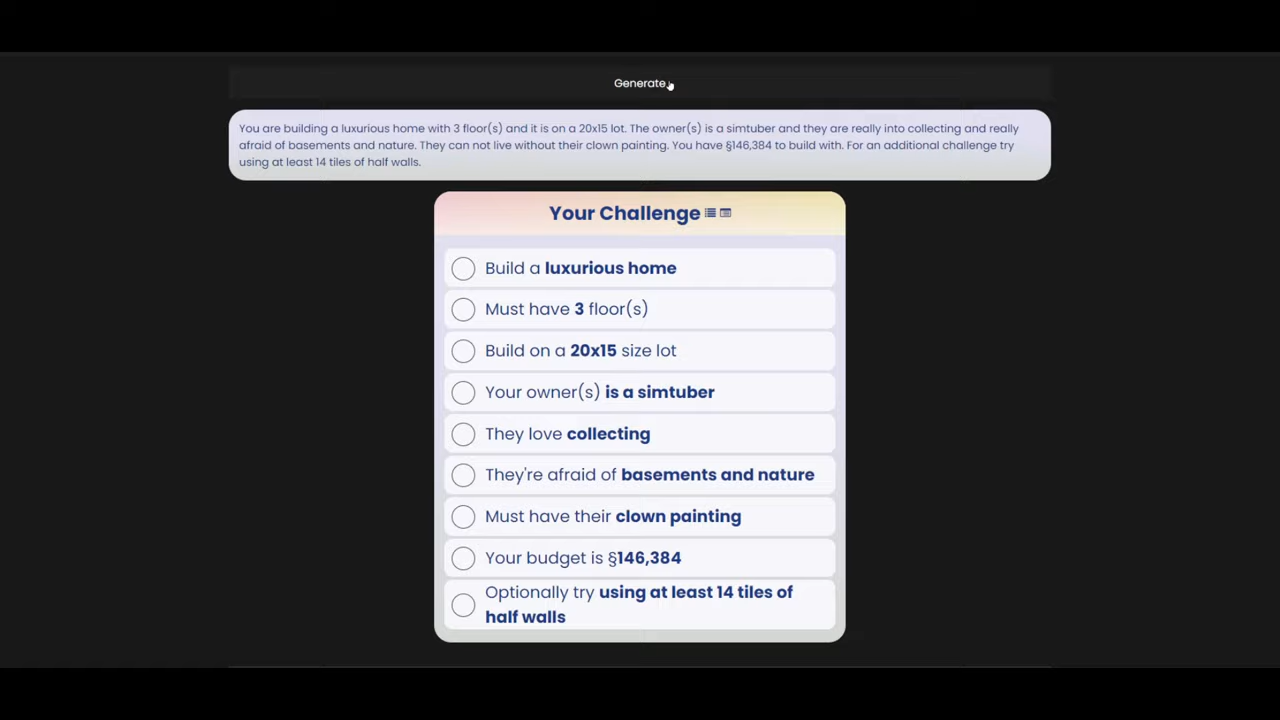 Generate
You are building a luxurious home with 3 floor(s) and it is on a 20x15 lot. The owner(s) is a simtuber and they are really into collecting and really
afraid of basements and nature. They can not live without their clown painting. You have §146,384 to build with. For an additional challenge try
using at least 14 tiles of half walls.
Your Challenge
Build a luxurious home
Must have 3 floor(s)
Build on a 20x15 size lot
Your owner(s) is a simtuber
They love collecting
They're afraid of basements and nature
Must have their clown painting
Your budget is §146,384
Optionally try using at least 14 tiles of
half walls